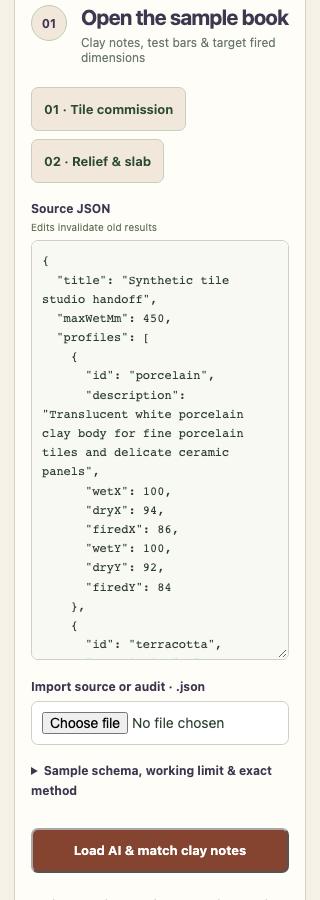 01
Open the sample book
Clay notes, test bars & target fired
dimensions
01 · Tile commission
02 · Relief & slab
Source JSON
Edits invalidate old results
{
"title": "Synthetic tile
studio handoff",
"maxWetMm": 450,
"profiles": [
{
"id": "porcelain",
"description":
"Translucent white porcelain
clay body for fine porcelain
tiles and delicate ceramic
panels",
"wetX": 100,
"dryX": 94,
"firedX": 86,
"wetY": 100,
"dryY": 92,
"firedY": 84
},
{
"id": "terracotta",
Import source or audit · .json
Choose file No file chosen
▶ Sample schema, working limit & exact
method
Load AI & match clay notes